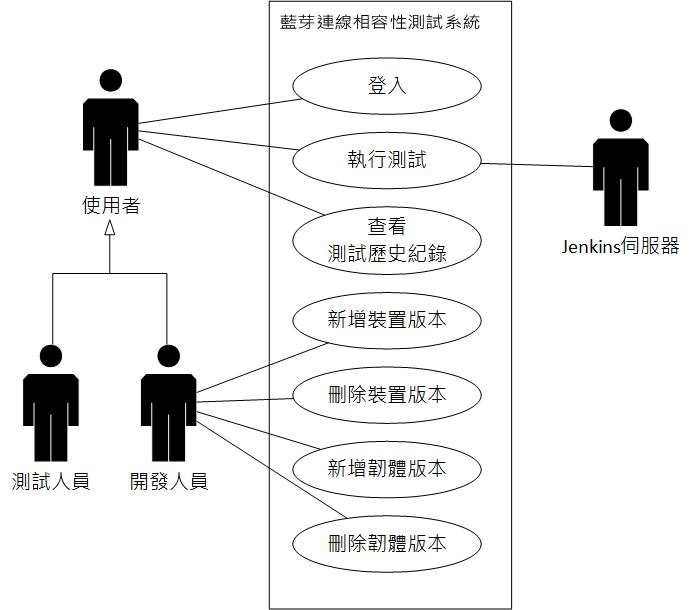 藍芽連線相容性測試系統
登入
執行測試
使用者
查看
測試歷史紀錄
Jenkins伺服器
新增裝置版本
刪除裝置版本
新增韌體版本
測試人員
開發人員
刪除韌體版本